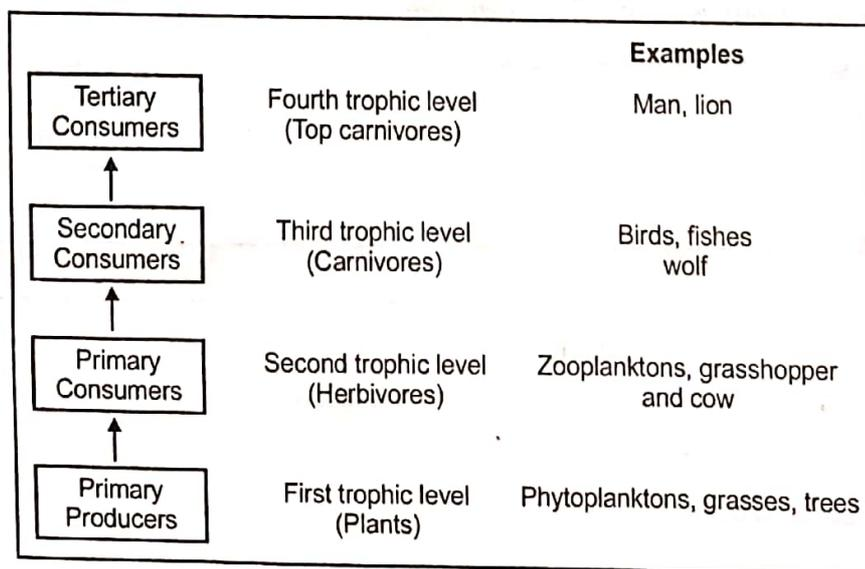 Examples
Tertiary
Consumers
Fourth trophic level
(Top carnivores)
Man, lion
Secondary
Consumers
Third trophic level
(Carnivores)
Birds, fishes
wolf
Primary
Consumers
Second trophic level
(Herbivores)
Zooplanktons, grasshopper
and cow
Primary
Producers
First trophic level
(Plants)
Phytoplanktons, grasses, trees